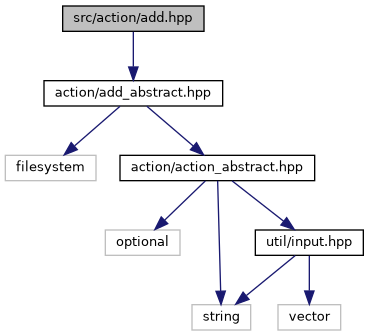 src/action/add.hpp
action/add_abstract.hpp
filesystem
action/action_abstract.hpp
optional
util/input.hpp
string
vector